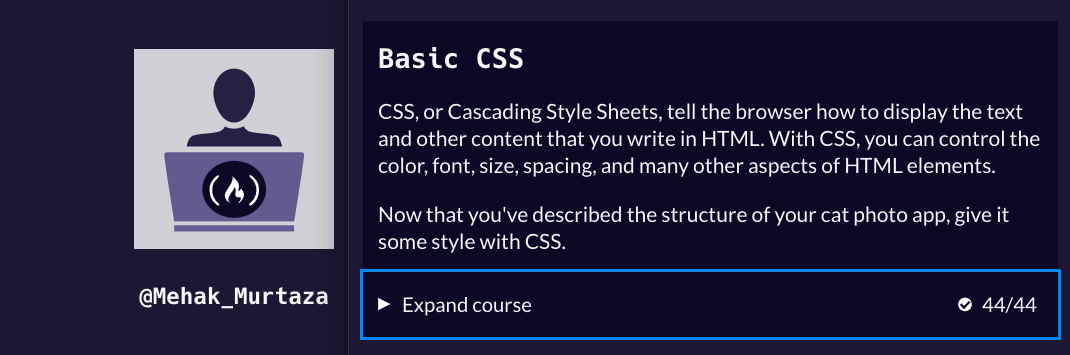 @Mehak_Murtaza
Basic CSS
CSS, or Cascading Style Sheets, tell the browser how to display the text
and other content that you write in HTML. With CSS, you can control the
color, font, size, spacing, and many other aspects of HTML elements.
Now that you've described the structure of your cat photo app, give it
some style with CSS.
Expand course 44/44